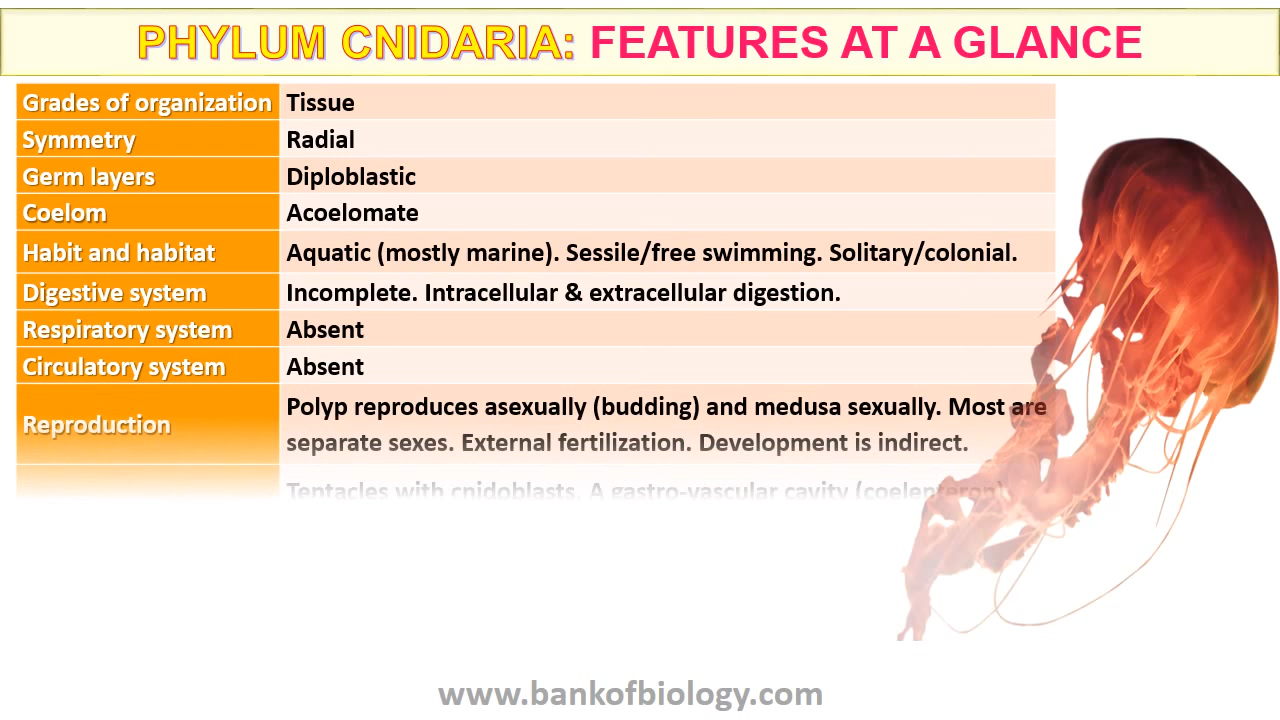 PHYLUM CNIDARIA: FEATURES AT A GLANCE
Grades of organization Tissue
Symmetry Radial
Germ layers Diploblastic
Coelom Acoelomate
Habit and habitat Aquatic (mostly marine). Sessile/free swimming. Solitary/colonial.
Digestive system Incomplete. Intracellular & extracellular digestion.
Respiratory system Absent
Circulatory system Absent
Reproduction Polyp reproduces asexually (budding) and medusa sexually. Most are
separate sexes. External fertilization. Development is indirect.
Tentacles with cnidoblasts. A gastro-vascular cavity (coelenteron)
www.bankofbiology.com